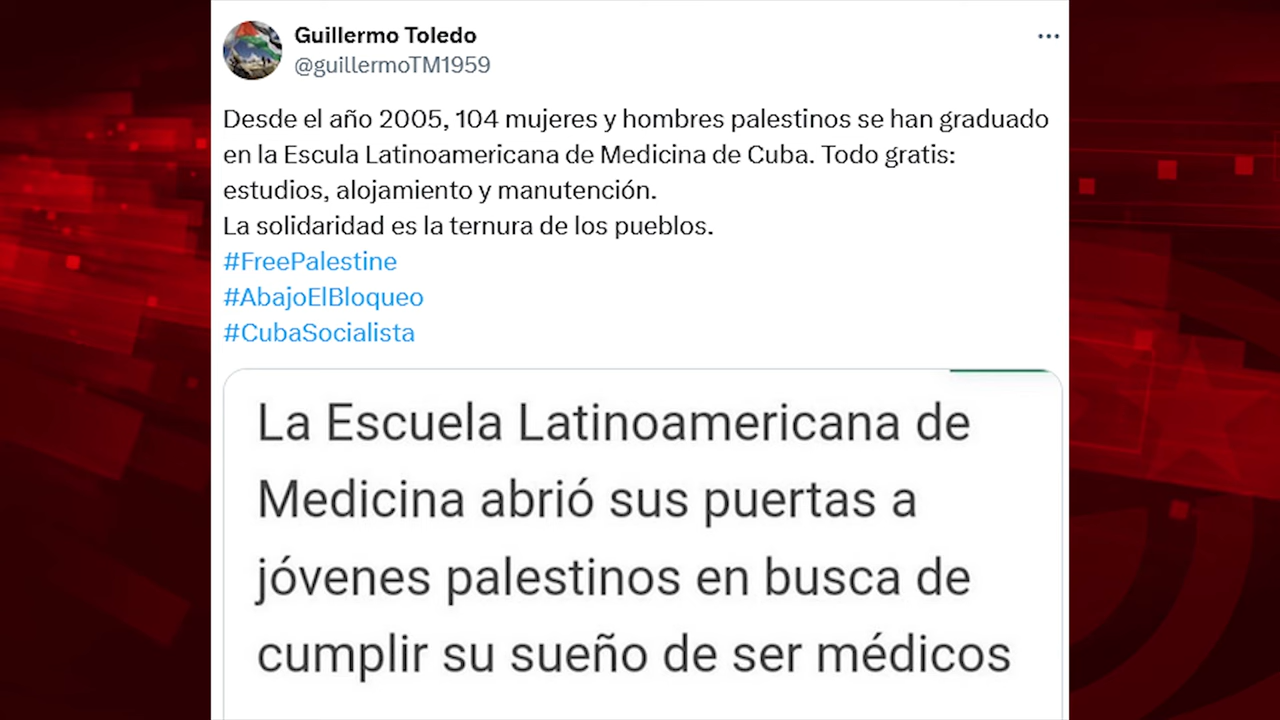 Guillermo Toledo
@guillermoTM1959
Desde el año 2005, 104 mujeres y hombres palestinos se han graduado
en la Escula Latinoamericana de Medicina de Cuba. Todo gratis:
estudios, alojamiento y manutención.
La solidaridad es la ternura de los pueblos.
#FreePalestine
#AbajoElBloqueo
#CubaSocialista
La Escuela Latinoamericana de
Medicina abrió sus puertas a
jóvenes palestinos en busca de
cumplir su sueño de ser médicos